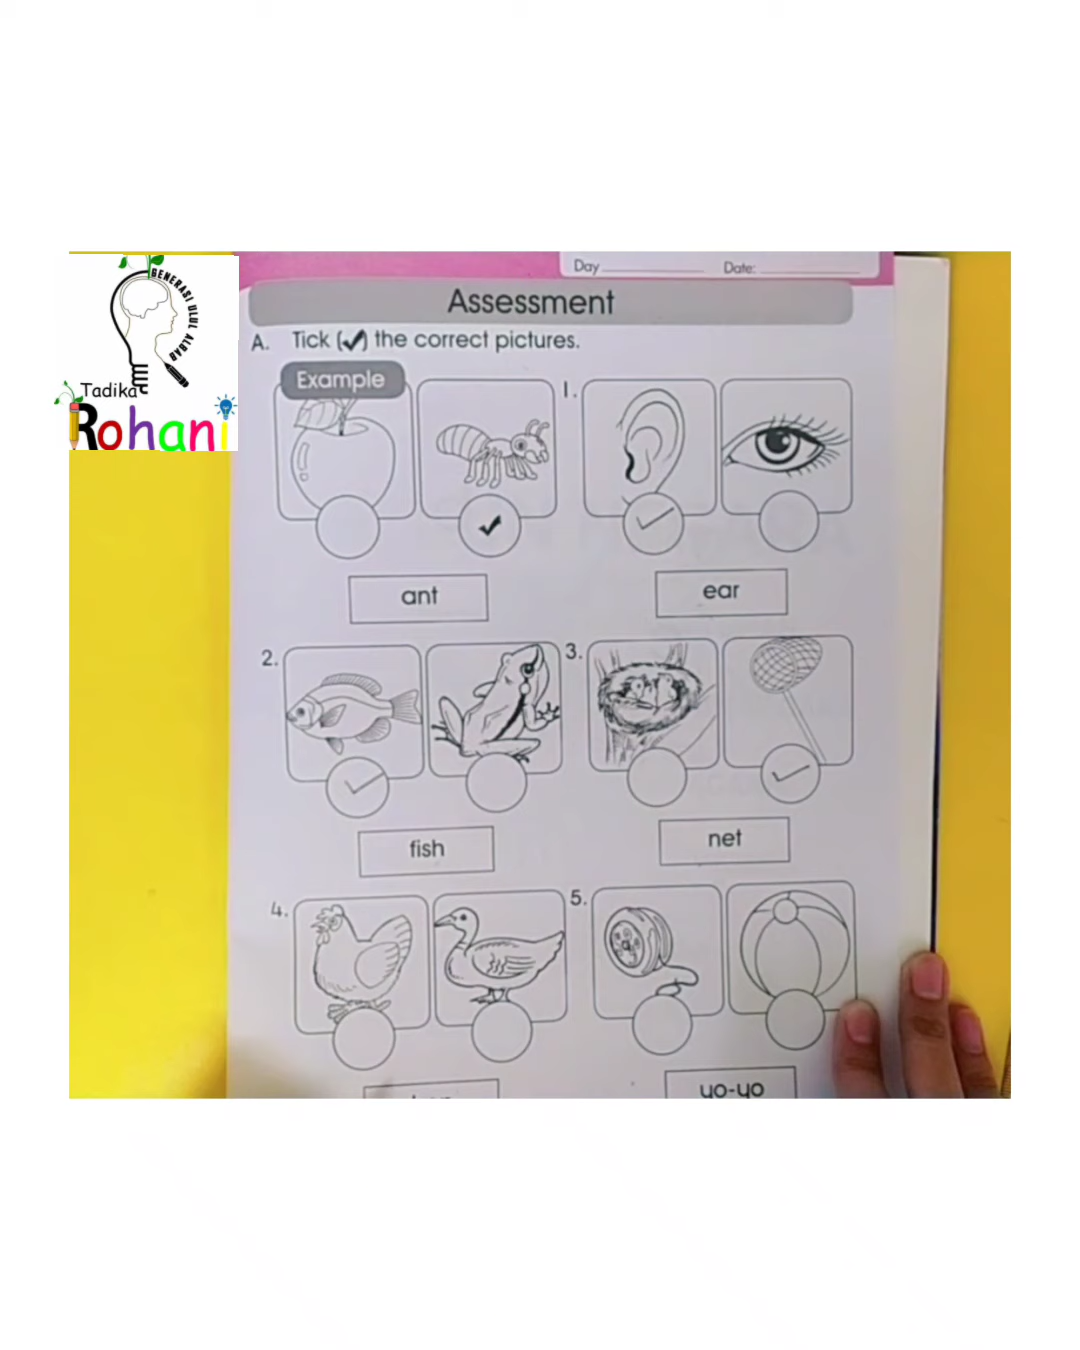 GENERASI ULUL ALBAB
Tadika
Rohani
Day
Date:
Assessment
A. Tick (✓) the correct pictures.
Example
1.
ant
ear
2.
3.
fish
net
4.
5.
yo-yo